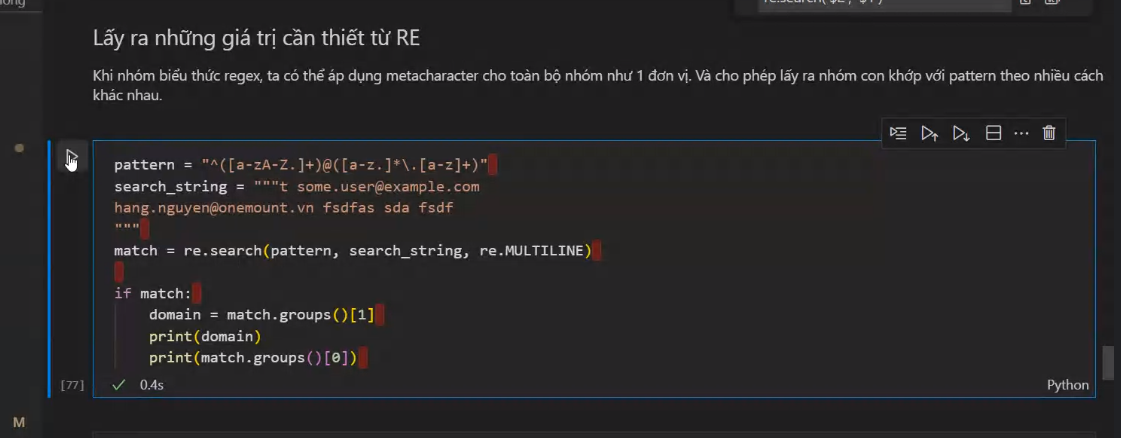 Lấy ra những giá trị cần thiết từ RE
Khi nhóm biểu thức regex, ta có thể áp dụng metacharacter cho toàn bộ nhóm như 1 đơn vị. Và cho phép lấy ra nhóm con khớp với pattern theo nhiều cách
khác nhau.
pattern = "^([a-zA-Z.]+)@([a-z.]*\.[a-z]+)"
search_string = """t some.user@example.com
hang.nguyen@onemount.vn fsdfas sda fsdf
"""
match = re.search(pattern, search_string, re.MULTILINE)
if match:
    domain = match.groups()[1]
    print(domain)
    print(match.groups()[0])
[77] 0.4s Python
M